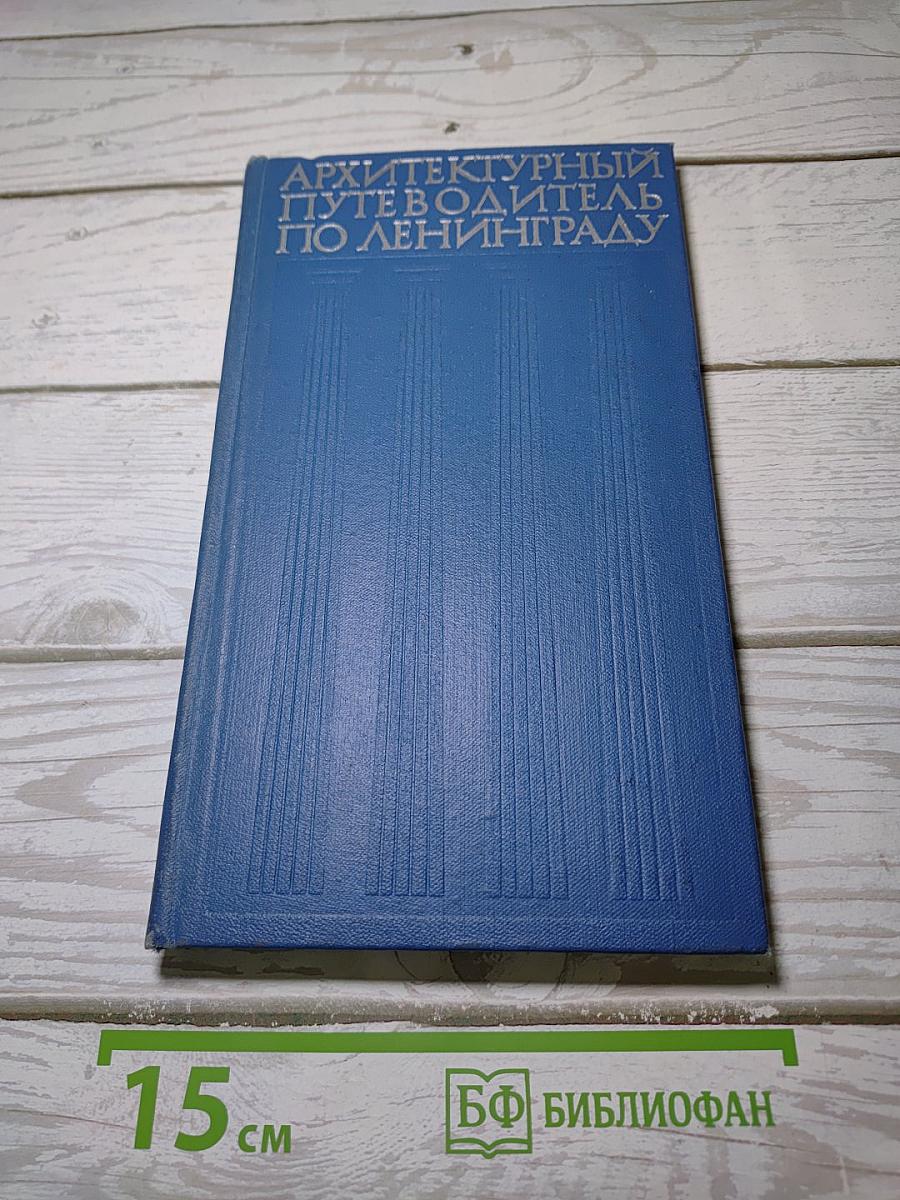 АРХИТЕКТУРНЫЙ
ПУТЕВОДИТЕЛЬ
ПО ЛЕНИНГРАДУ
15 см
БФ БИБЛИОФАН